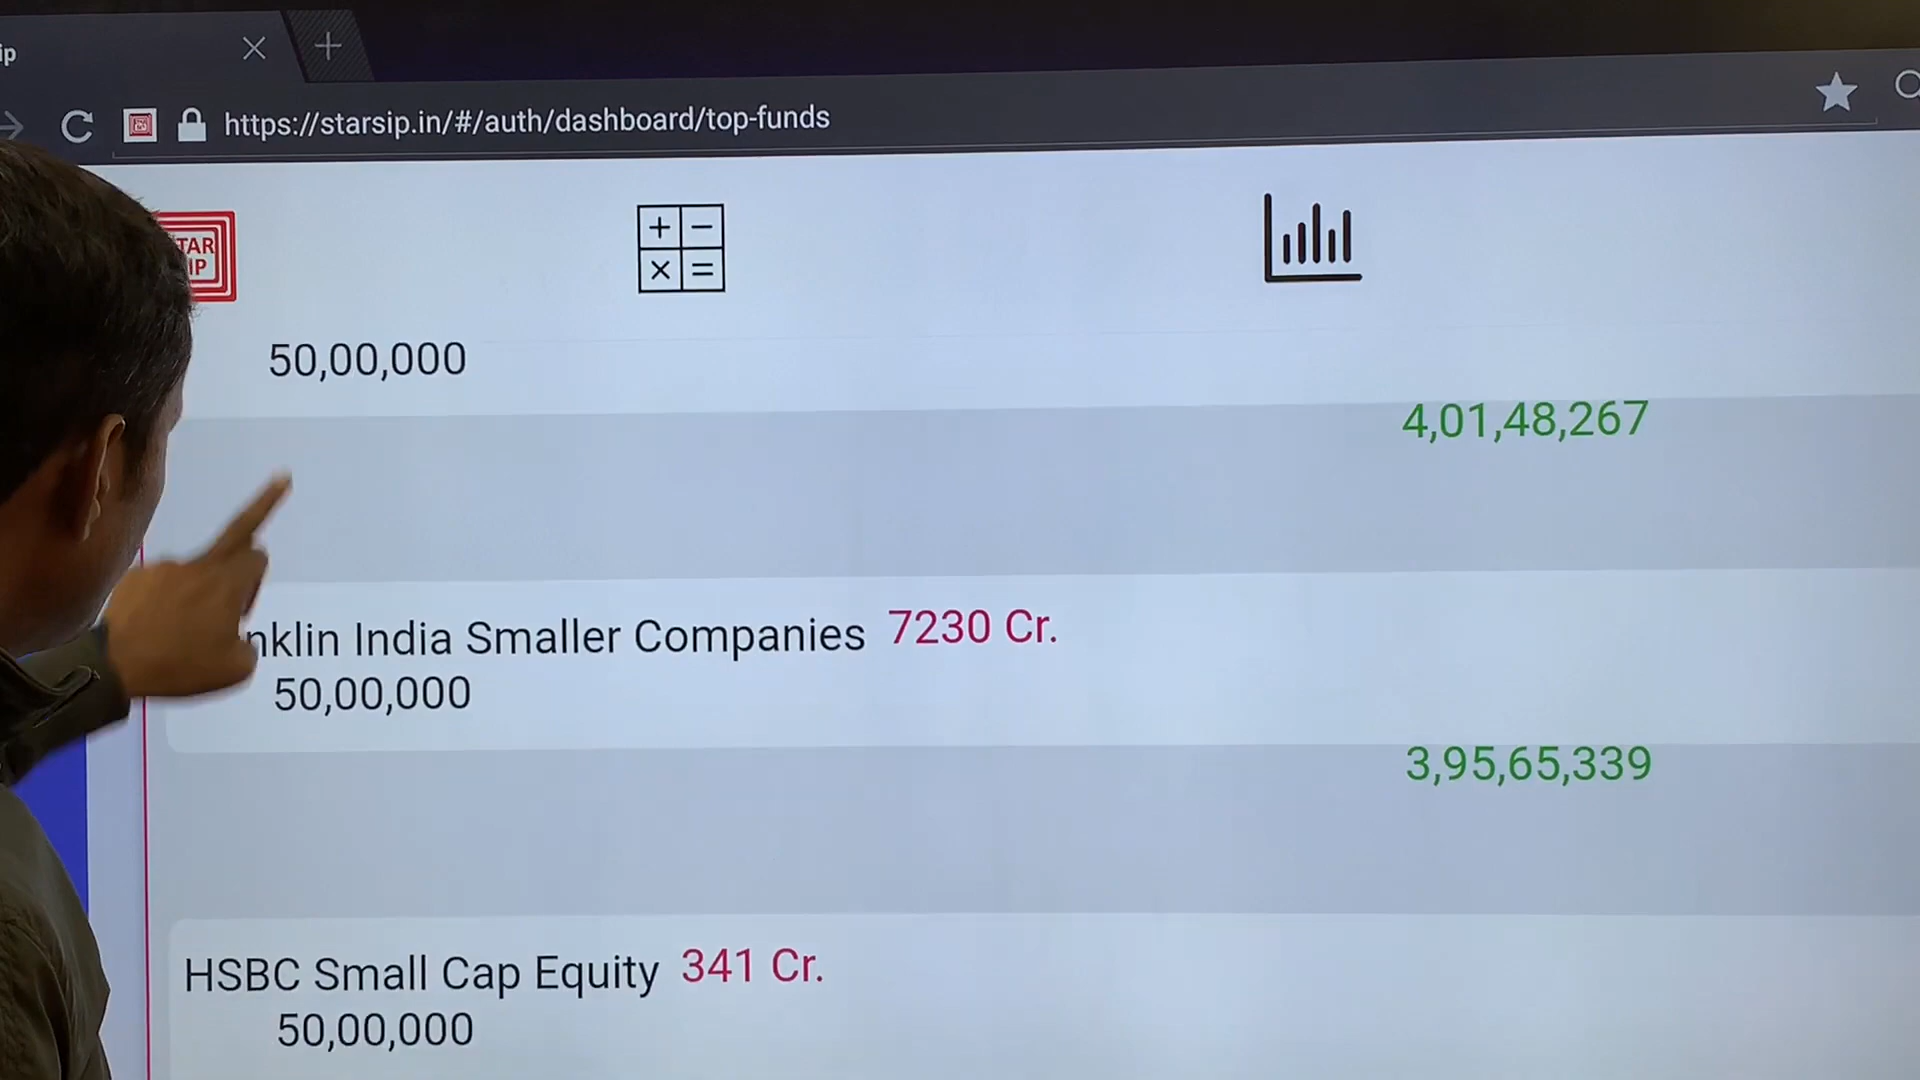 ip
https://starsip.in/#/auth/dashboard/top-funds
TAR
IP
+ −
× =
50,00,000
4,01,48,267
nklin India Smaller Companies 7230 Cr.
50,00,000
3,95,65,339
HSBC Small Cap Equity 341 Cr.
50,00,000